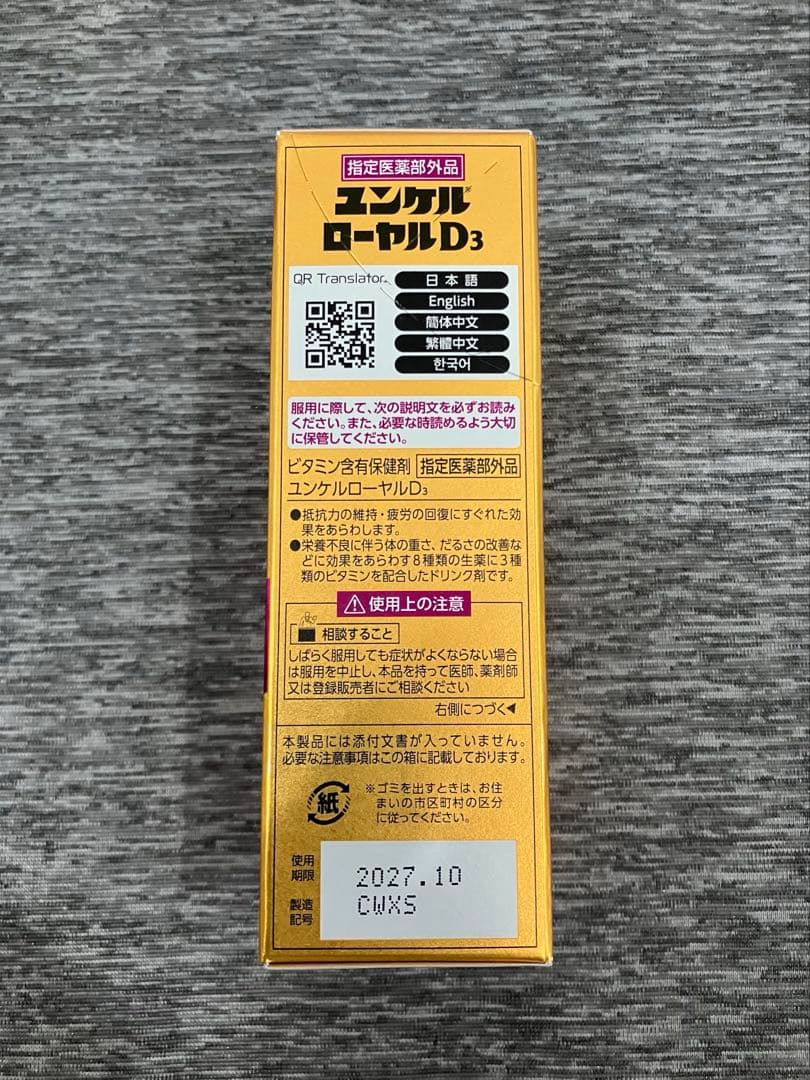 指定医薬部外品
ユンケル
ローヤルD3
QR Translator
日本語
English
简体中文
繁體中文
한국어
服用に際して、次の説明文を必ずお読み
ください。また、必要な時読めるよう大切
に保管してください。
ビタミン含有保健剤 指定医薬部外品
ユンケルローヤルD3
●抵抗力の維持・疲労の回復にすぐれた効
果をあらわします。
●栄養不良に伴う体の重さ、だるさの改善な
どに効果をあらわす8種類の生薬に3種
類のビタミンを配合したドリンク剤です。
⚠使用上の注意
相談すること
しばらく服用しても症状がよくならない場合
は服用を中止し、本品を持って医師、薬剤師
又は登録販売者にご相談ください
右側につづく◀
本製品には添付文書が入っていません。
必要な注意事項はこの箱に記載しております。
紙
※ゴミを出すときは、お住
まいの市区町村の区分
に従ってください。
使用
期限
2027.10
製造
記号
CWXS